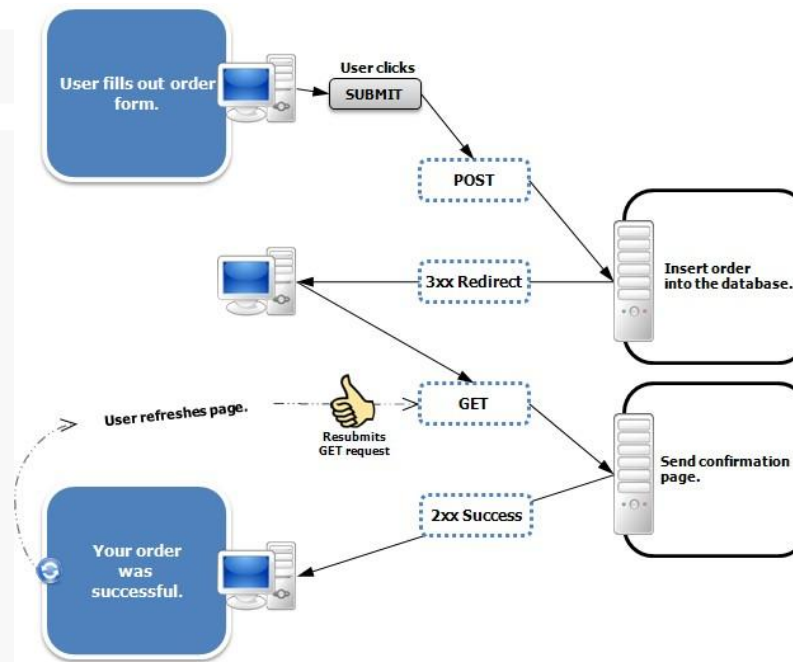 User fills out order
form.
User clicks
SUBMIT
POST
Insert order
into the database.
3xx Redirect
GET
User refreshes page.
Resubmits
GET request
Send confirmation
page.
2xx Success
Your order
was
successful.